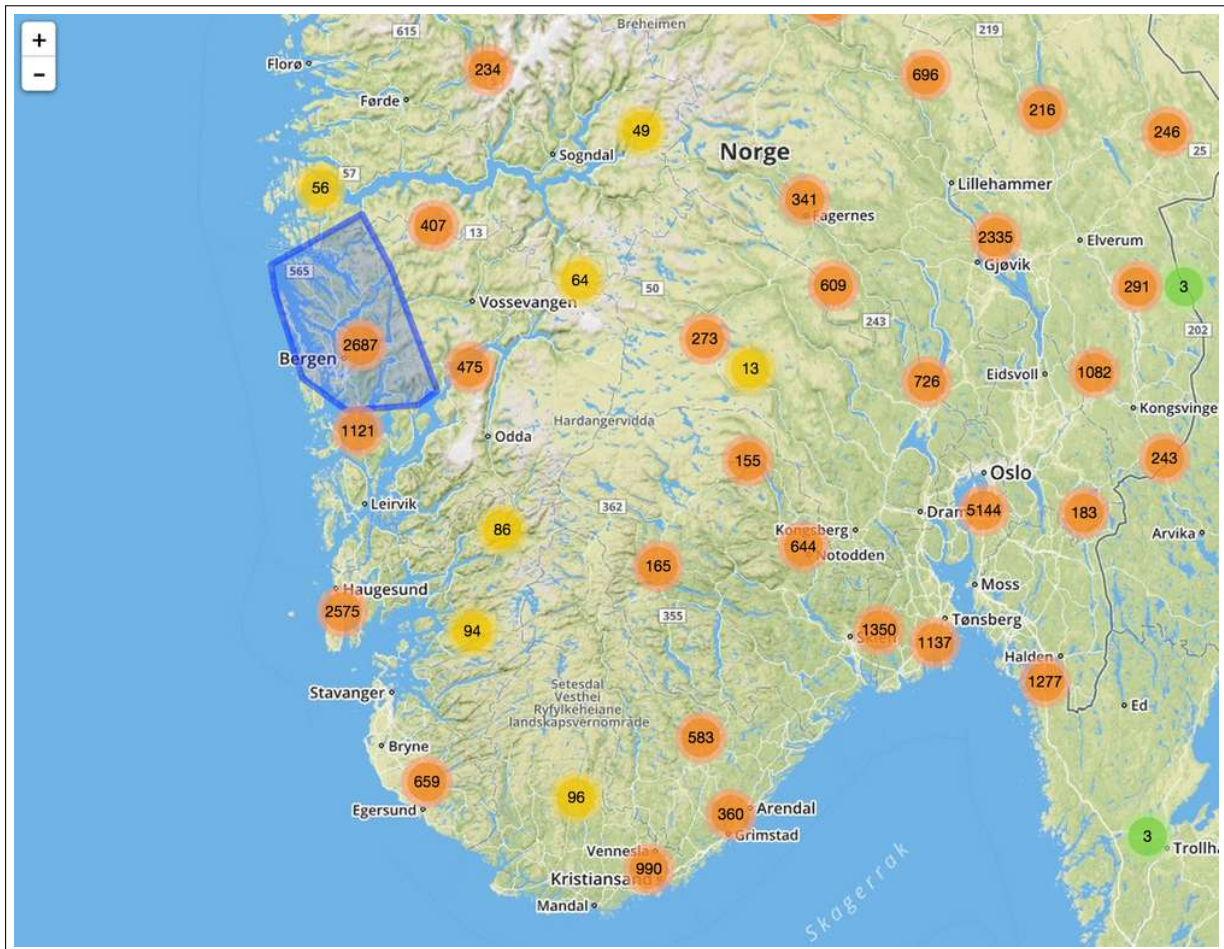 +
−
615
Breheimen
219
Florø
234
696
Førde
216
49
246
Sogndal
Norge
25
57
56
Lillehammer
341
Fagernes
407
13
2335
Elverum
Gjøvik
565
64
50
609
291
3
Vossevangen
243
202
273
2687
Bergen
475
13
726
Eidsvoll
1082
Kongsvinge
Hardangervidda
1121
Odda
155
243
Oslo
Leirvik
362
Dram
5144
183
86
Kongsberg
Arvika
644
Notodden
165
Moss
Haugesund
2575
355
Tønsberg
94
1350
Skien
1137
Halden
1277
Stavanger
Setesdal
Vesthei
Ryfylkeheiane
landskapsvernområde
Ed
583
Bryne
659
96
Egersund
360
Arendal
Grimstad
3
Trollhä
Vennesla
990
Kristiansand
Mandal
Skagerrak